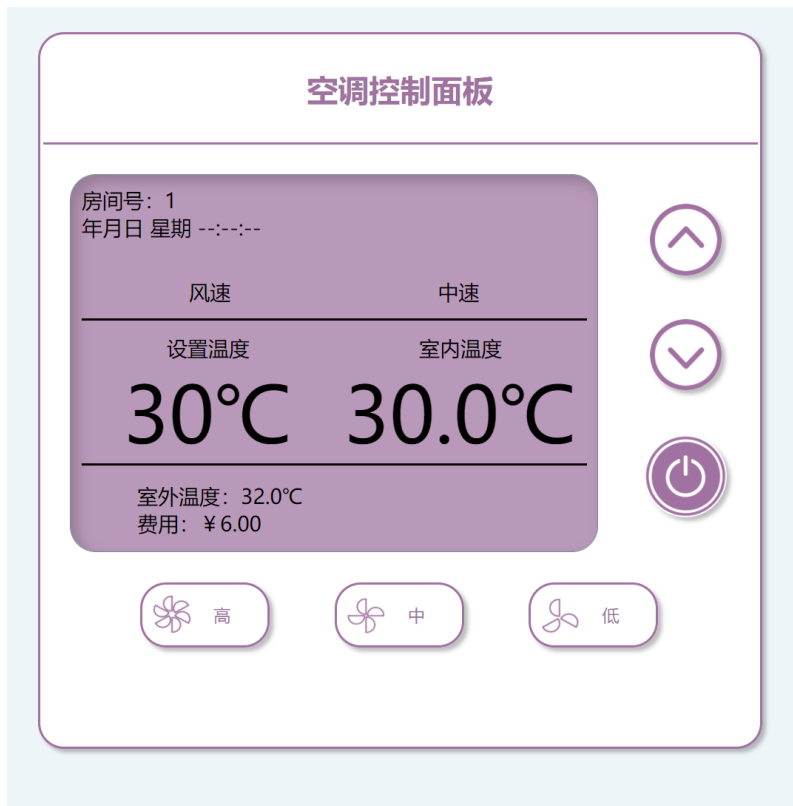 空调控制面板
房间号：1
年月日 星期 --:--:--
风速 中速
设置温度 室内温度
30℃ 30.0℃
室外温度：32.0℃
费用：￥6.00
高 中 低